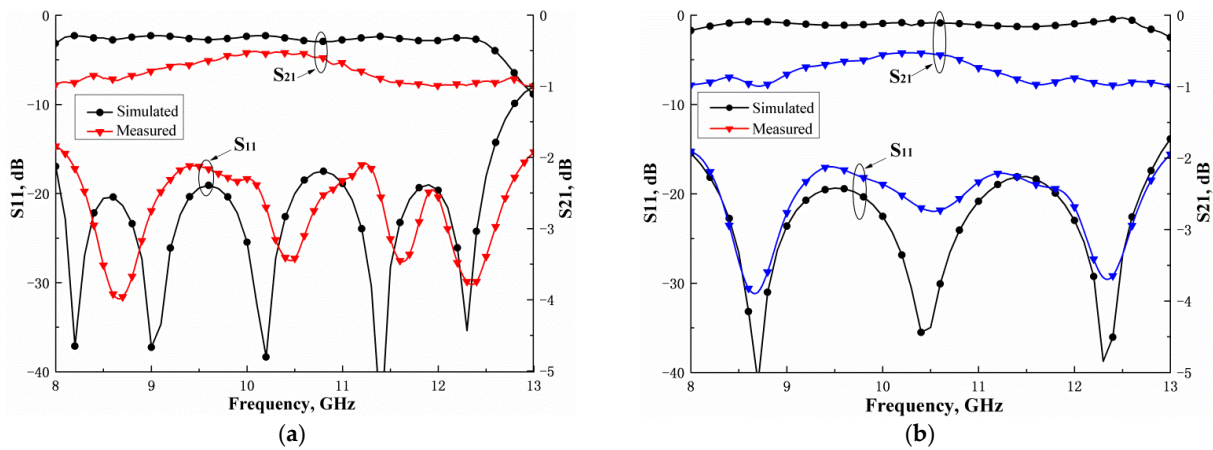 (a)
0
−10
−20
−30
−40
S11, dB
0
−1
−2
−3
−4
−5
S21, dB
S21
Simulated
Measured
S11
8 9 10 11 12 13
Frequency, GHz
(b)
0
−10
−20
−30
−40
S11, dB
0
−1
−2
−3
−4
−5
S21, dB
S21
Simulated
Measured
S11
8 9 10 11 12 13
Frequency, GHz
(a)
(b)